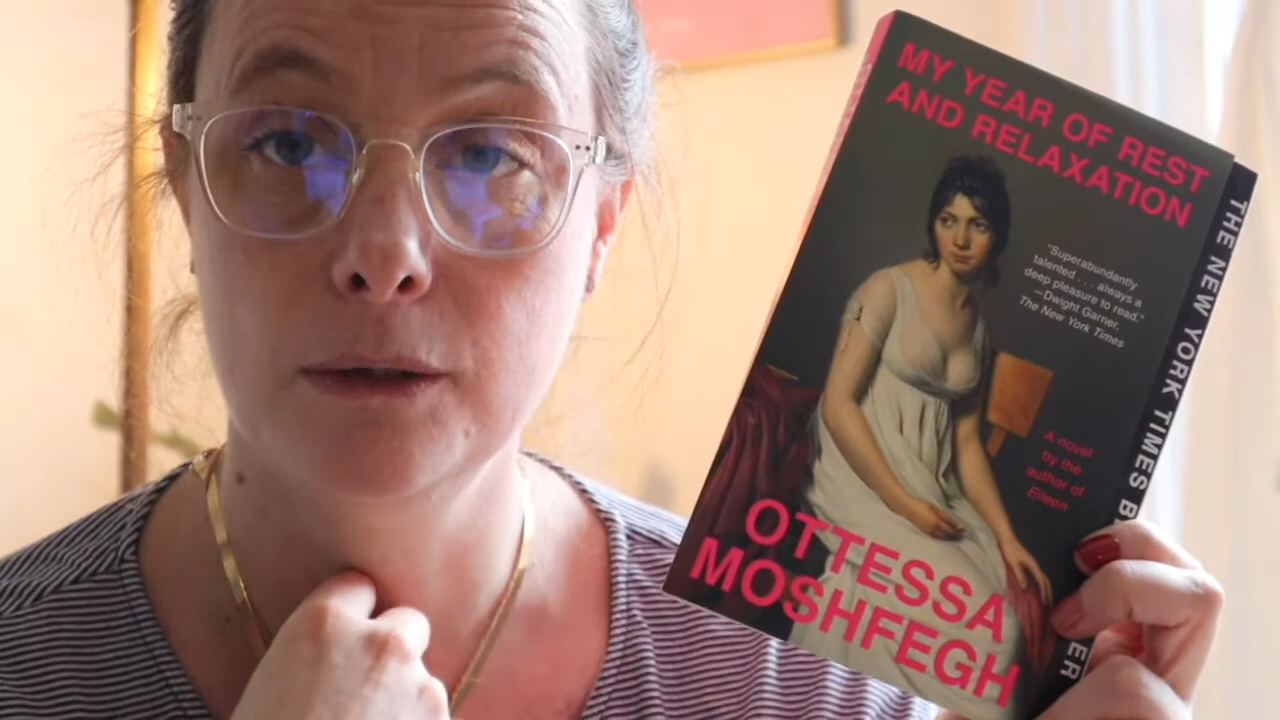 MY YEAR OF REST
AND RELAXATION
"Superabundantly
talented . . . always a
deep pleasure to read."
—Dwight Garner,
The New York Times
A novel
by the
author of
Eileen
OTTESSA
MOSHFEGH
THE NEW YORK TIMES